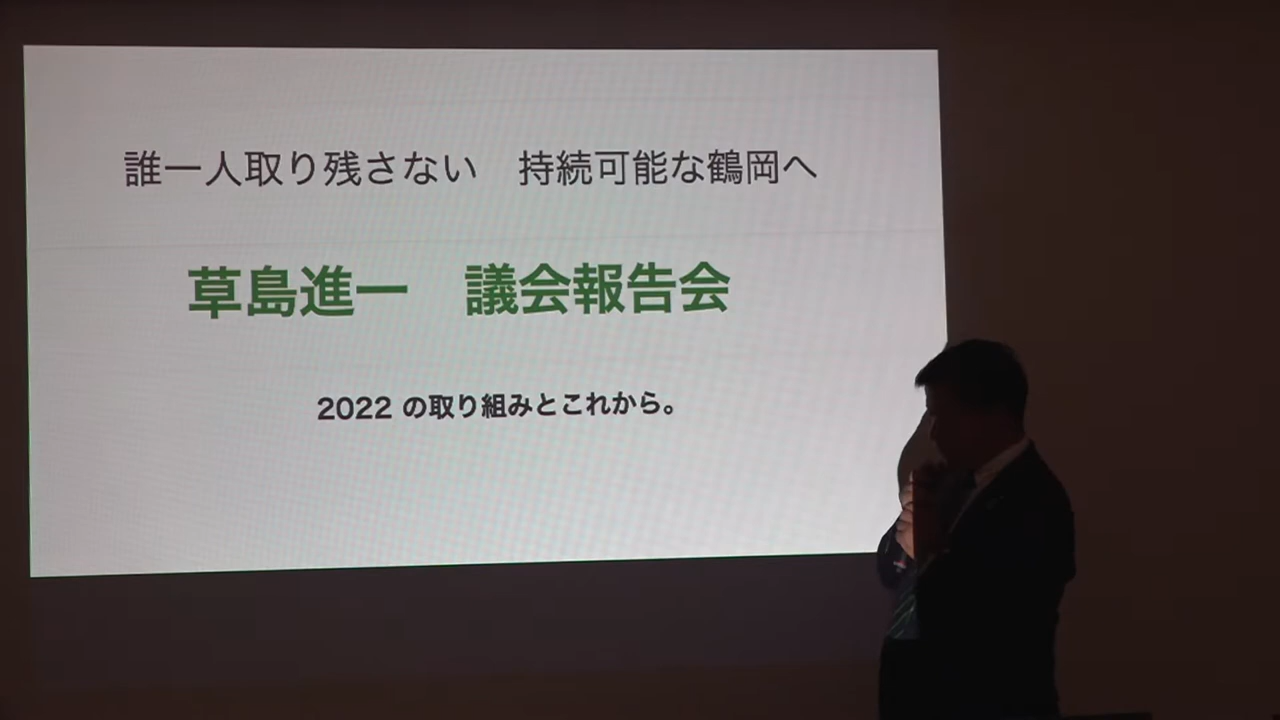 誰一人取り残さない　持続可能な鶴岡へ
草島進一　議会報告会
2022 の取り組みとこれから。